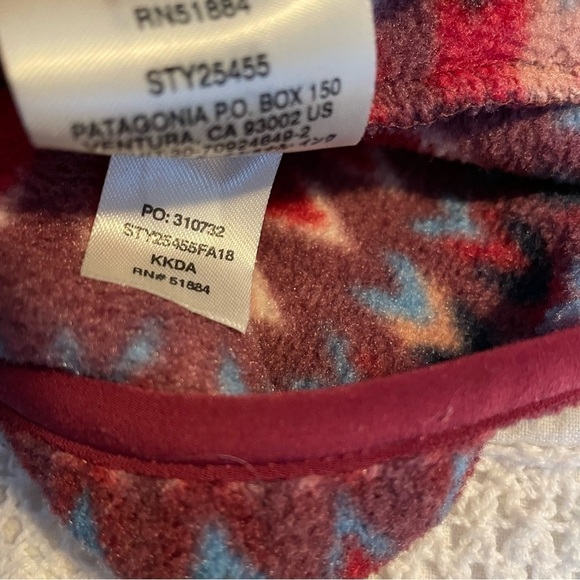 RN51884
STY25455
PATAGONIA P.O. BOX 150
VENTURA, CA 93002 US
PO: 310732
STY25455FA18
KKDA
RN# 51884